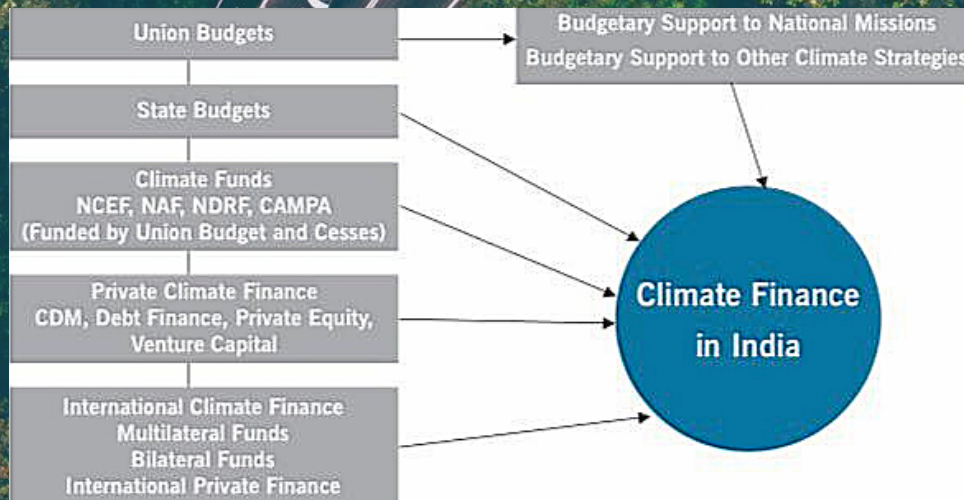 Union Budgets
Budgetary Support to National Missions
Budgetary Support to Other Climate Strategies
State Budgets
Climate Funds
NCEF, NAF, NDRF, CAMPA
(Funded by Union Budget and Cesses)
Private Climate Finance
CDM, Debt Finance, Private Equity,
Venture Capital
International Climate Finance
Multilateral Funds
Bilateral Funds
International Private Finance
Climate Finance
in India